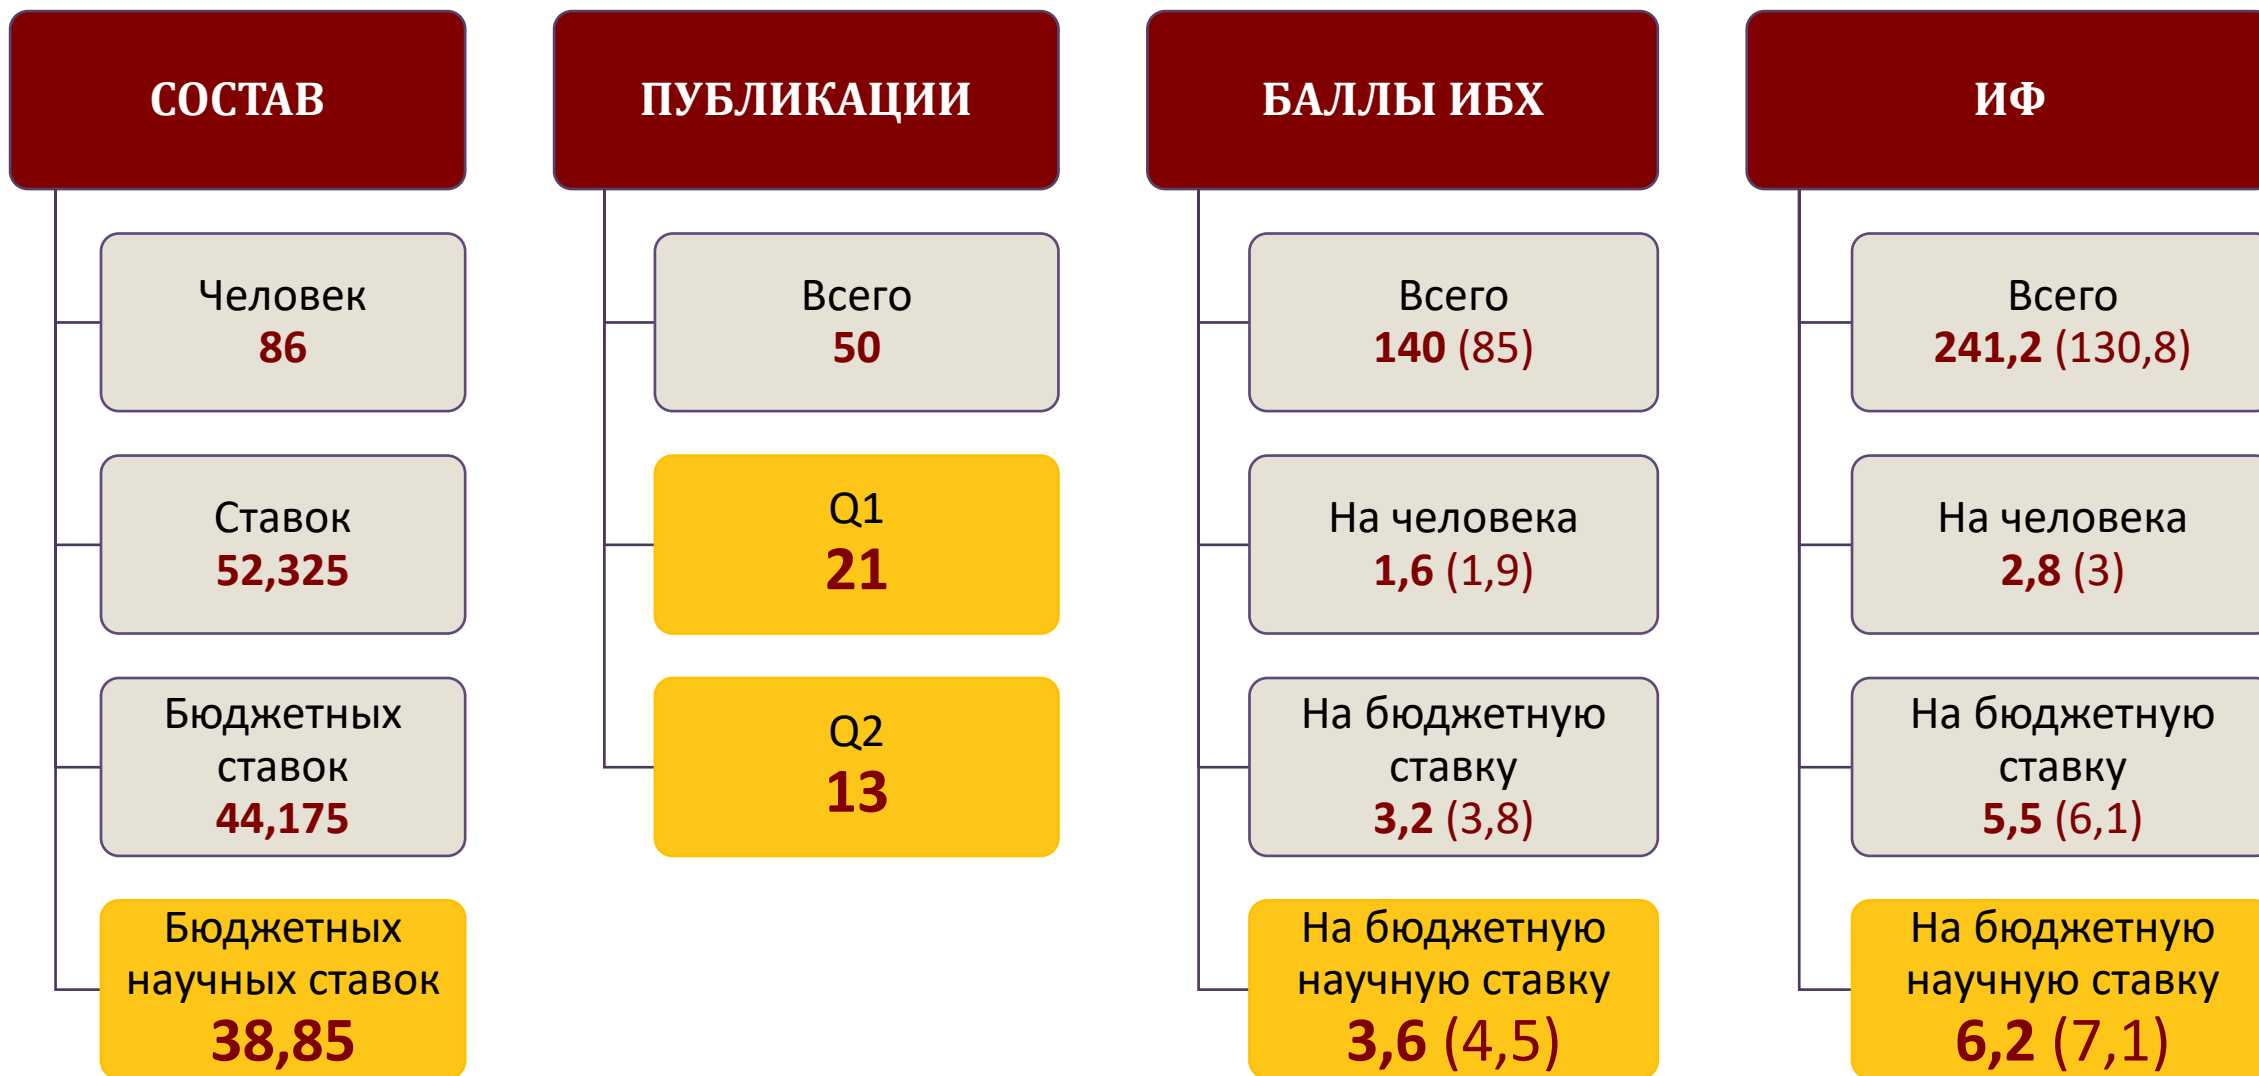 СОСТАВ
Человек
86
Ставок
52,325
Бюджетных
ставок
44,175
Бюджетных
научных ставок
38,85
ПУБЛИКАЦИИ
Всего
50
Q1
21
Q2
13
БАЛЛЫ ИБХ
Всего
140 (85)
На человека
1,6 (1,9)
На бюджетную
ставку
3,2 (3,8)
На бюджетную
научную ставку
3,6 (4,5)
ИФ
Всего
241,2 (130,8)
На человека
2,8 (3)
На бюджетную
ставку
5,5 (6,1)
На бюджетную
научную ставку
6,2 (7,1)